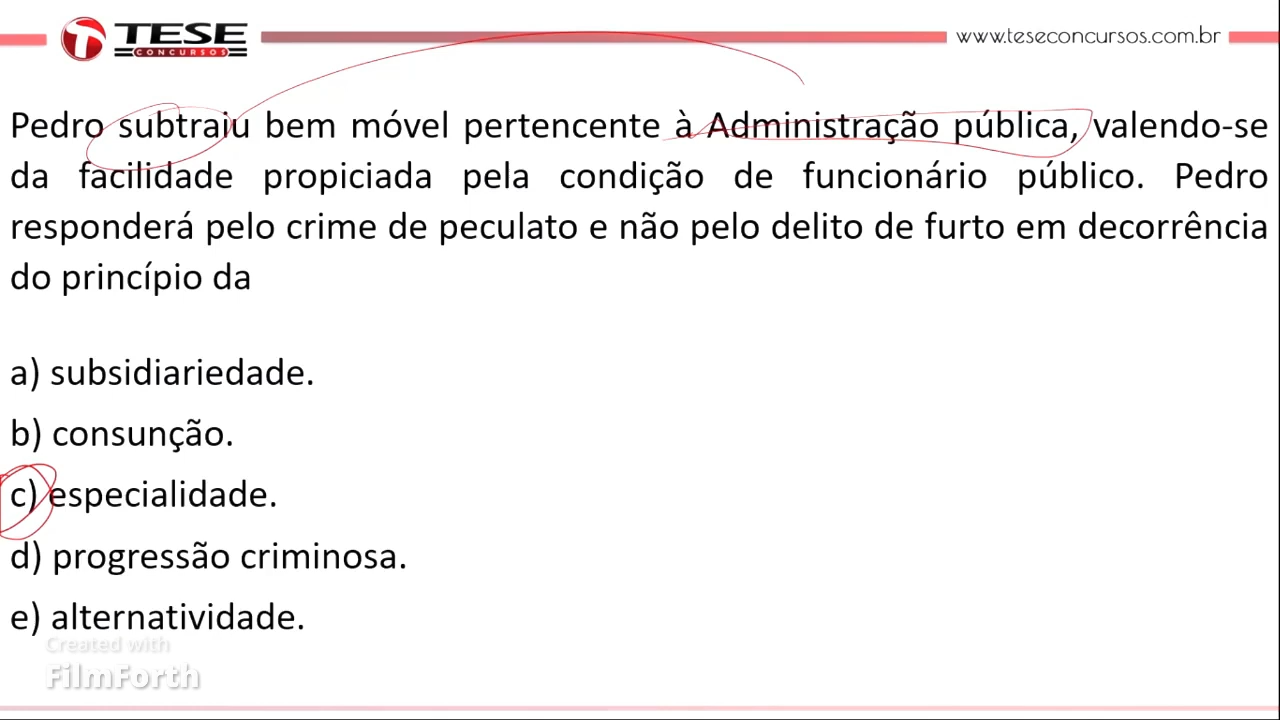 TESE
CONCURSOS
www.teseconcursos.com.br
Pedro subtraiu bem móvel pertencente à Administração pública, valendo-se
da facilidade propiciada pela condição de funcionário público. Pedro
responderá pelo crime de peculato e não pelo delito de furto em decorrência
do princípio da
a) subsidiariedade.
b) consunção.
c) especialidade.
d) progressão criminosa.
e) alternatividade.
Created with
FilmForth